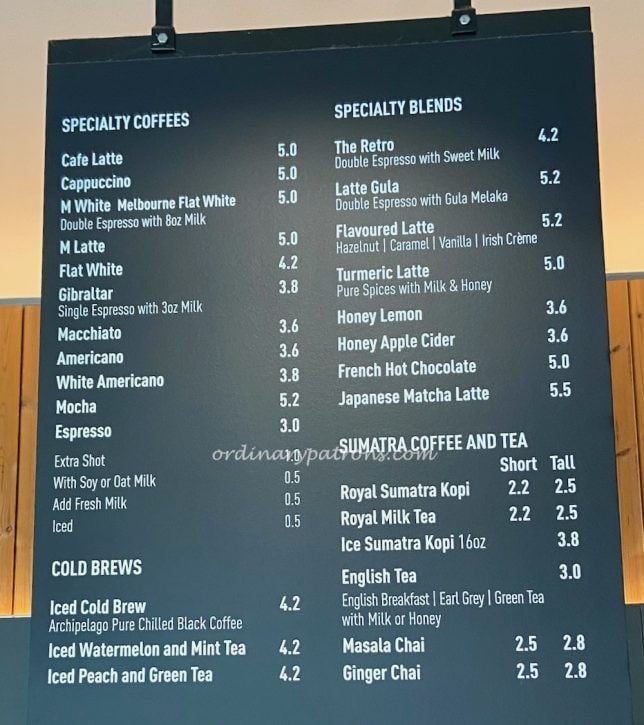 SPECIALTY COFFEES
Cafe Latte 5.0
Cappuccino 5.0
M White Melbourne Flat White 5.0
Double Espresso with 8oz Milk
M Latte 5.0
Flat White 4.2
Gibraltar 3.8
Single Espresso with 3oz Milk
Macchiato 3.6
Americano 3.6
White Americano 3.8
Mocha 5.2
Espresso 3.0
Extra Shot 1.0
With Soy or Oat Milk 0.5
Add Fresh Milk 0.5
Iced 0.5
COLD BREWS
Iced Cold Brew 4.2
Archipelago Pure Chilled Black Coffee
Iced Watermelon and Mint Tea 4.2
Iced Peach and Green Tea 4.2
SPECIALTY BLENDS
The Retro 4.2
Double Espresso with Sweet Milk
Latte Gula 5.2
Double Espresso with Gula Melaka
Flavoured Latte 5.2
Hazelnut | Caramel | Vanilla | Irish Crème
Turmeric Latte 5.0
Pure Spices with Milk & Honey
Honey Lemon 3.6
Honey Apple Cider 3.6
French Hot Chocolate 5.0
Japanese Matcha Latte 5.5
SUMATRA COFFEE AND TEA
Short Tall
Royal Sumatra Kopi 2.2 2.5
Royal Milk Tea 2.2 2.5
Ice Sumatra Kopi 16oz 3.8
English Tea 3.0
English Breakfast | Earl Grey | Green Tea
with Milk or Honey
Masala Chai 2.5 2.8
Ginger Chai 2.5 2.8
ordinarypatrons.com